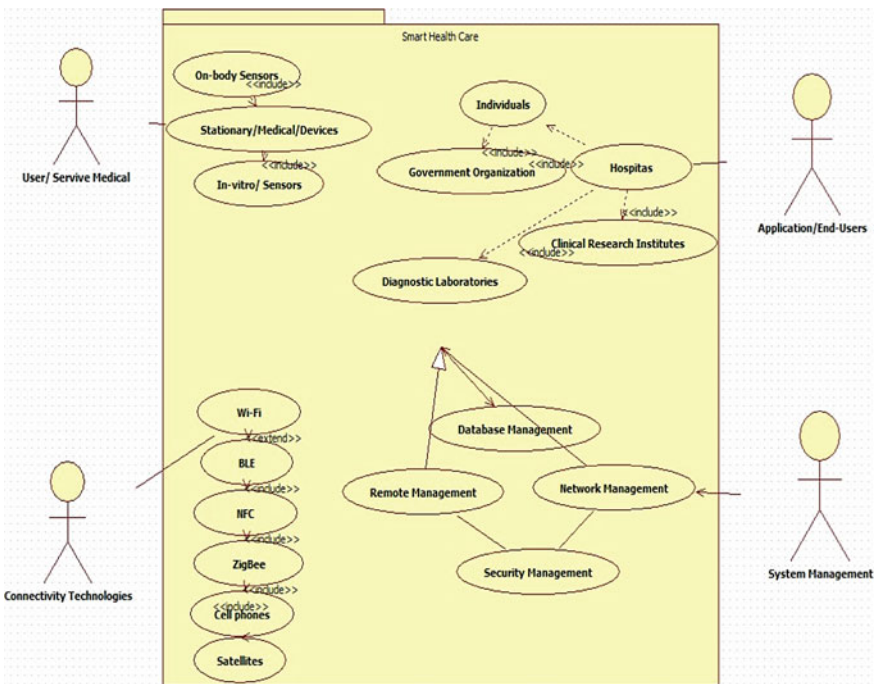 Smart Health Care
On-body Sensors
<<include>>
Stationary/Medical/Devices
<<include>>
In-vitro/ Sensors
User/ Servive Medical
Individuals
<<include>>
Government Organization
<<include>>
Hospitas
<<include>>
Clinical Research Institutes
<<include>>
Diagnostic Laboratories
Application/End-Users
Wi-Fi
<<extend>>
BLE
<<include>>
NFC
<<include>>
ZigBee
<<include>>
<<include>>
Cell phones
Satellites
Connectivity Technologies
Database Management
Remote Management
Network Management
Security Management
System Management